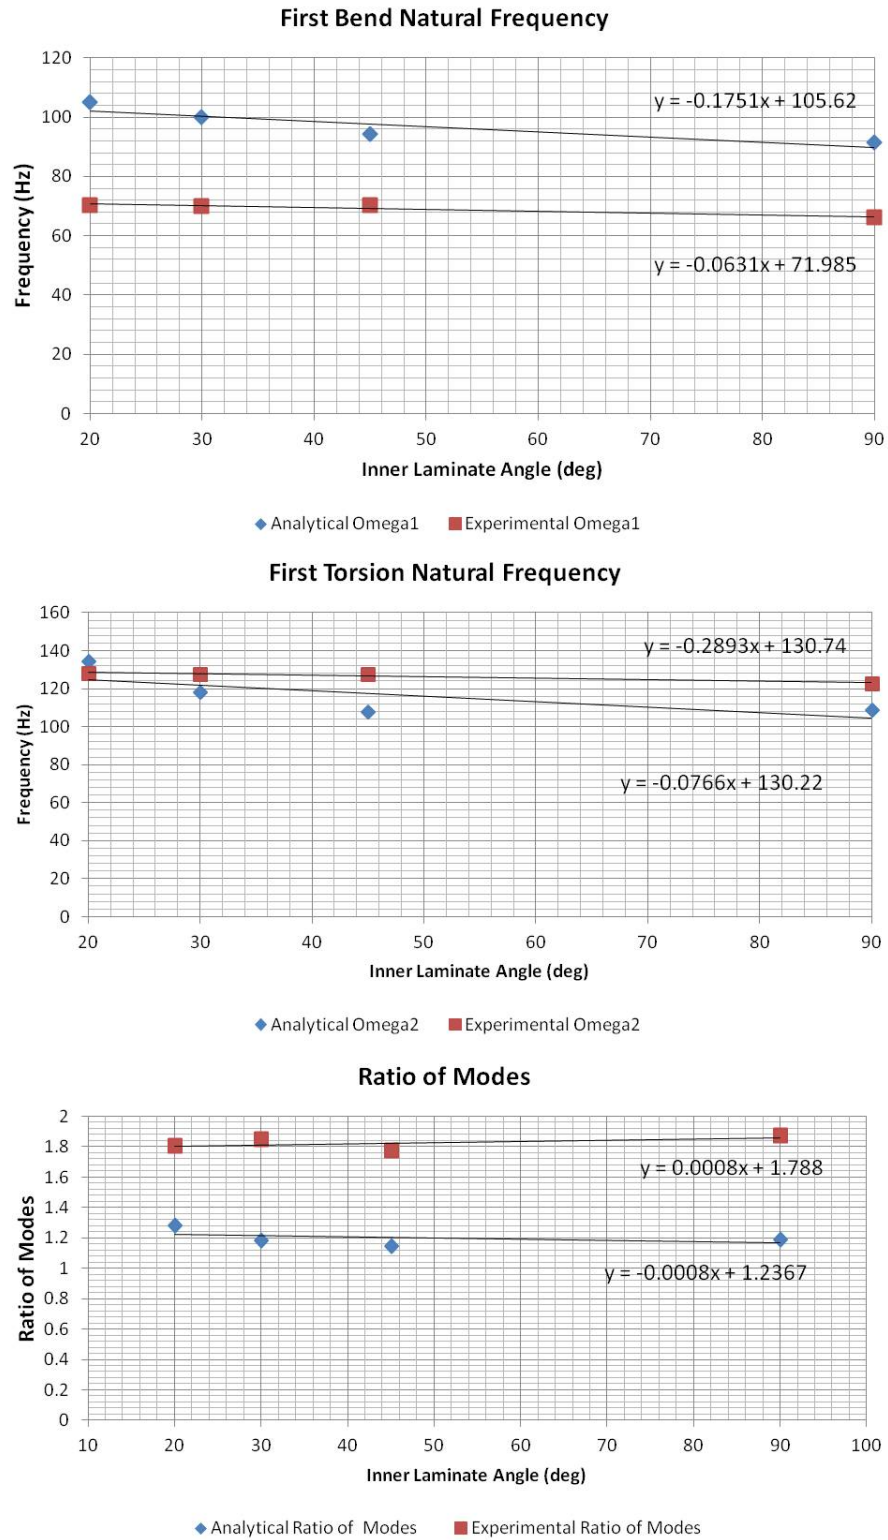 First Bend Natural Frequency
120
100
80
60
40
20
0
Frequency (Hz)
y = -0.1751x + 105.62
y = -0.0631x + 71.985
20 30 40 50 60 70 80 90
Inner Laminate Angle (deg)
Analytical Omega1 Experimental Omega1
First Torsion Natural Frequency
160
140
120
100
80
60
40
20
0
Frequency (Hz)
y = -0.2893x + 130.74
y = -0.0766x + 130.22
20 30 40 50 60 70 80 90
Inner Laminate Angle (deg)
Analytical Omega2 Experimental Omega2
Ratio of Modes
2
1.8
1.6
1.4
1.2
1
0.8
0.6
0.4
0.2
0
Ratio of Modes
y = 0.0008x + 1.788
y = -0.0008x + 1.2367
10 20 30 40 50 60 70 80 90 100
Inner Laminate Angle (deg)
Analytical Ratio of Modes Experimental Ratio of Modes